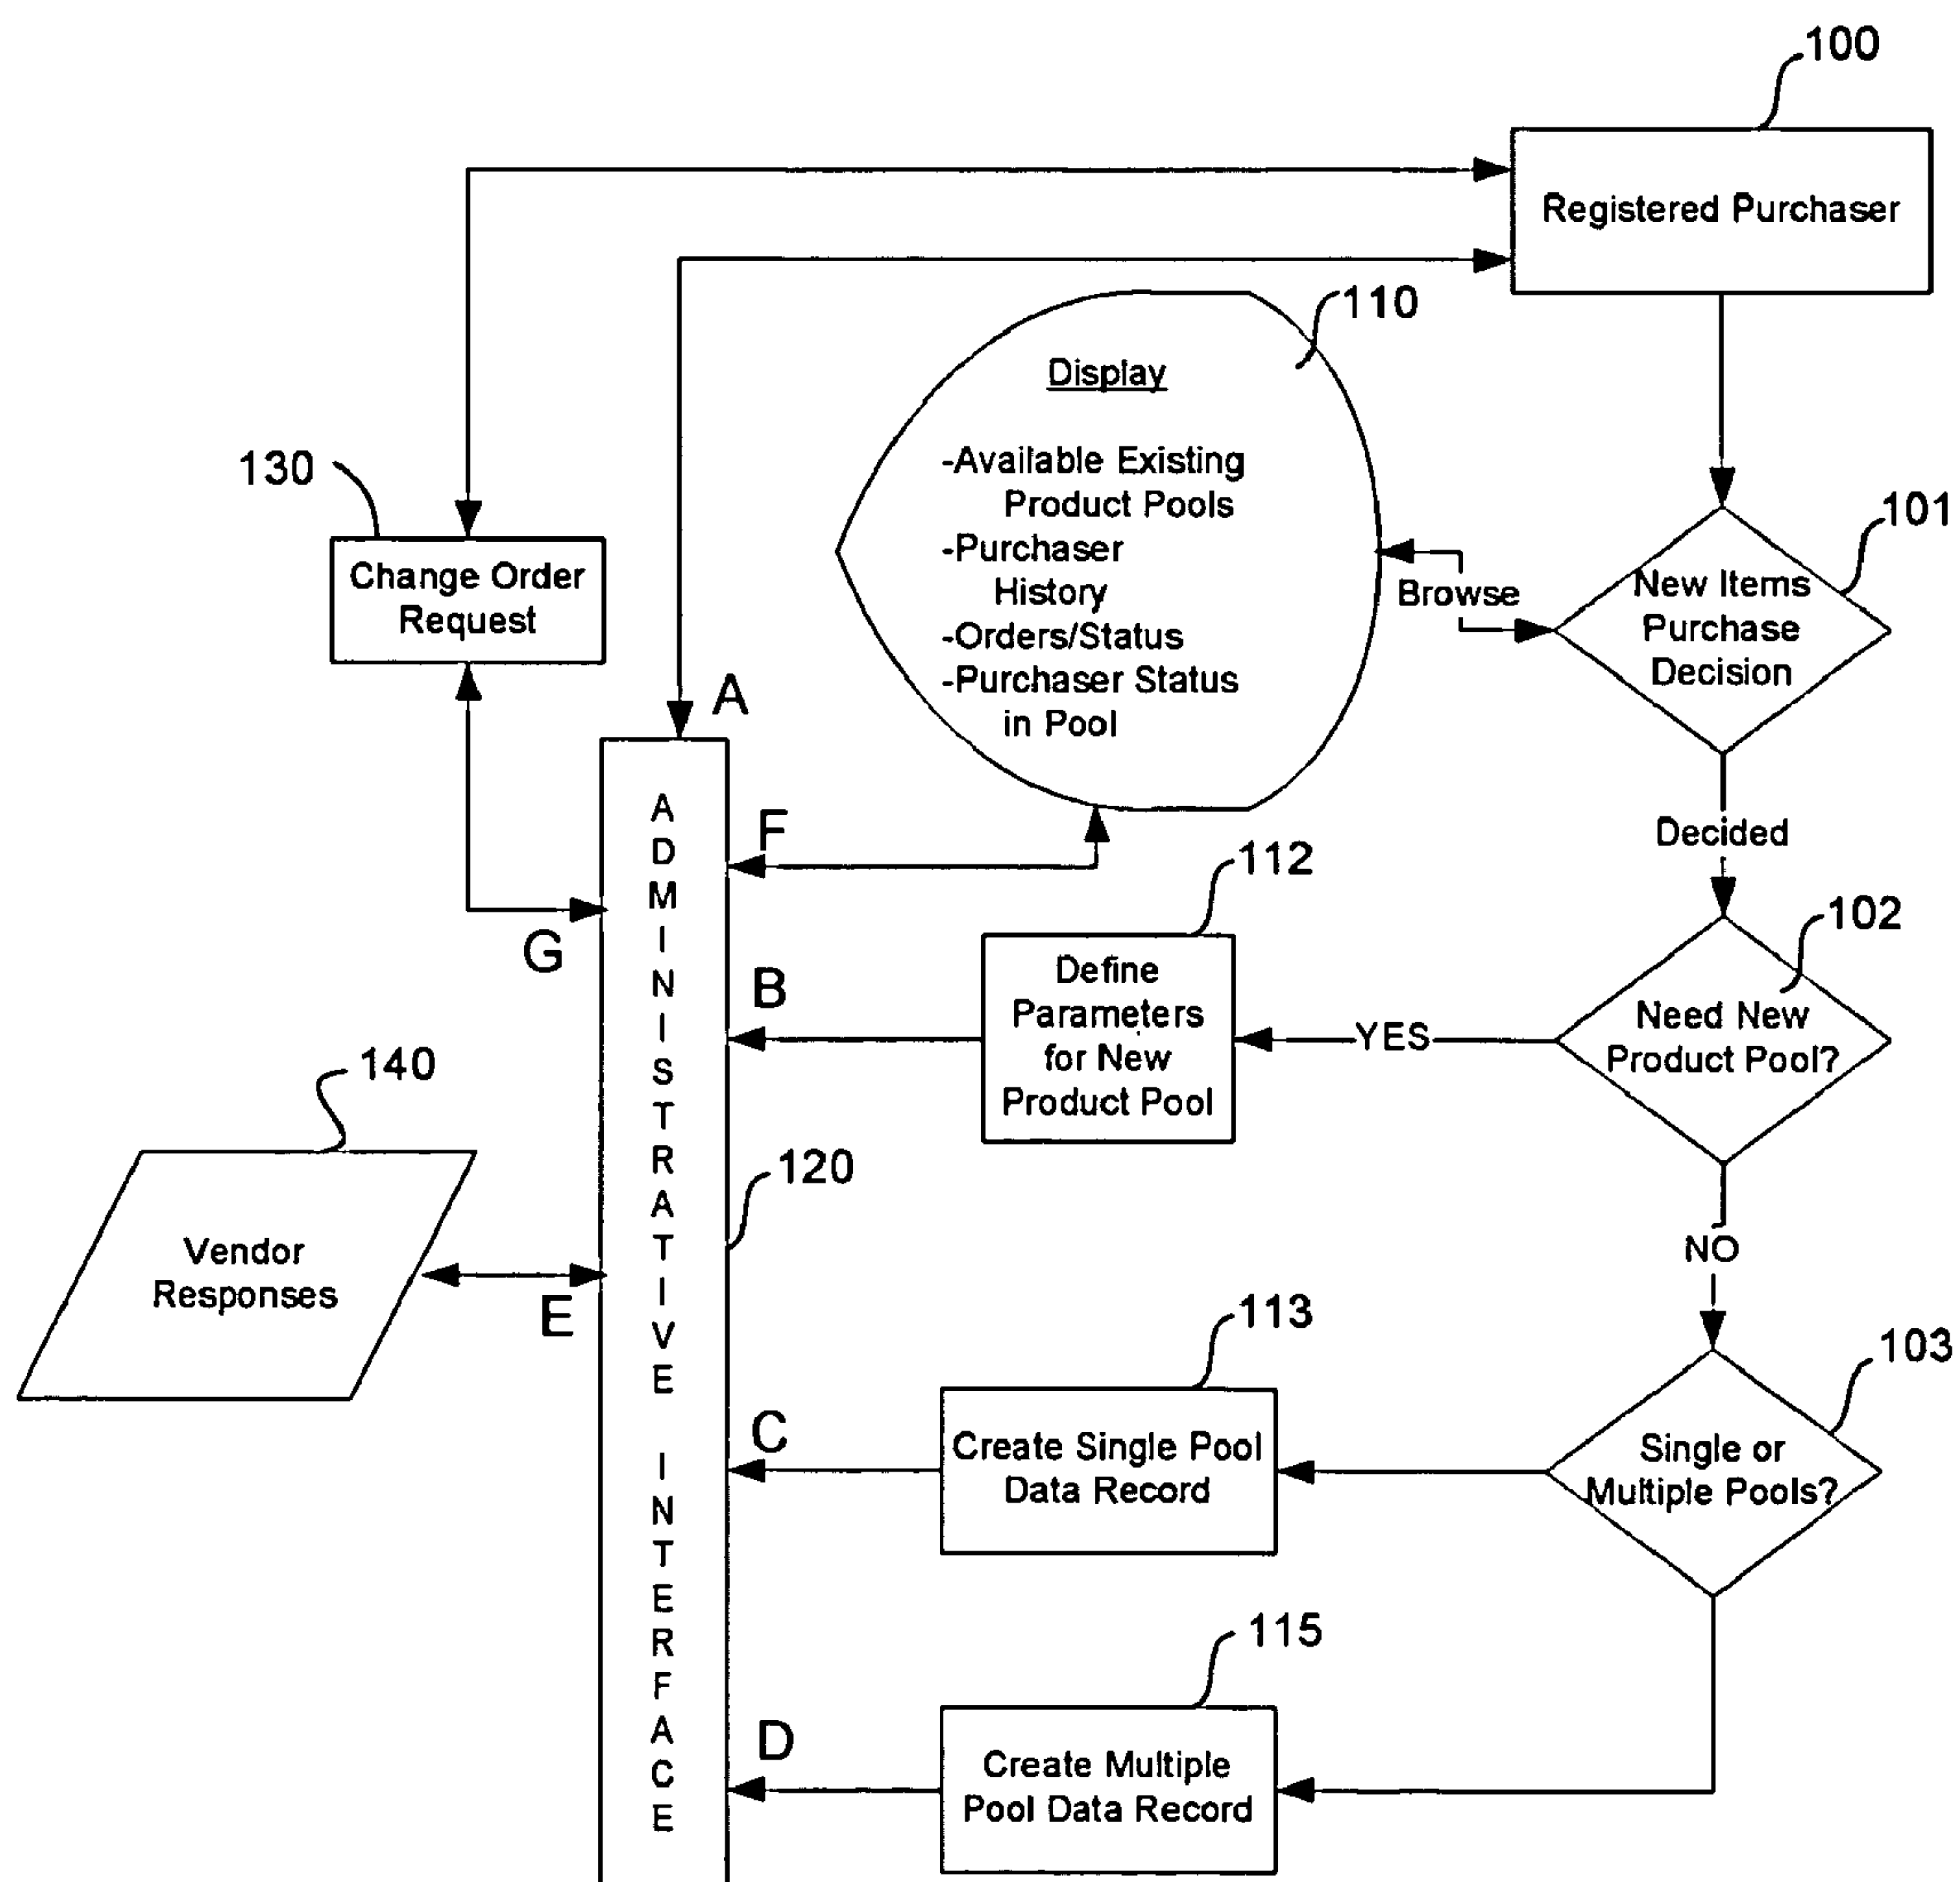 100
Registered Purchaser
110
Display
-Available Existing
Product Pools
-Purchaser
History
-Orders/Status
-Purchaser Status
in Pool
130
Change Order
Request
101
New Items
Purchase
Decision
Browse
A
Decided
F
G
112
Define
Parameters
for New
Product Pool
B
102
Need New
Product Pool?
YES
NO
140
Vendor
Responses
E
120
ADMINISTRATIVE INTERFACE
113
Create Single Pool
Data Record
C
103
Single or
Multiple Pools?
115
Create Multiple
Pool Data Record
D